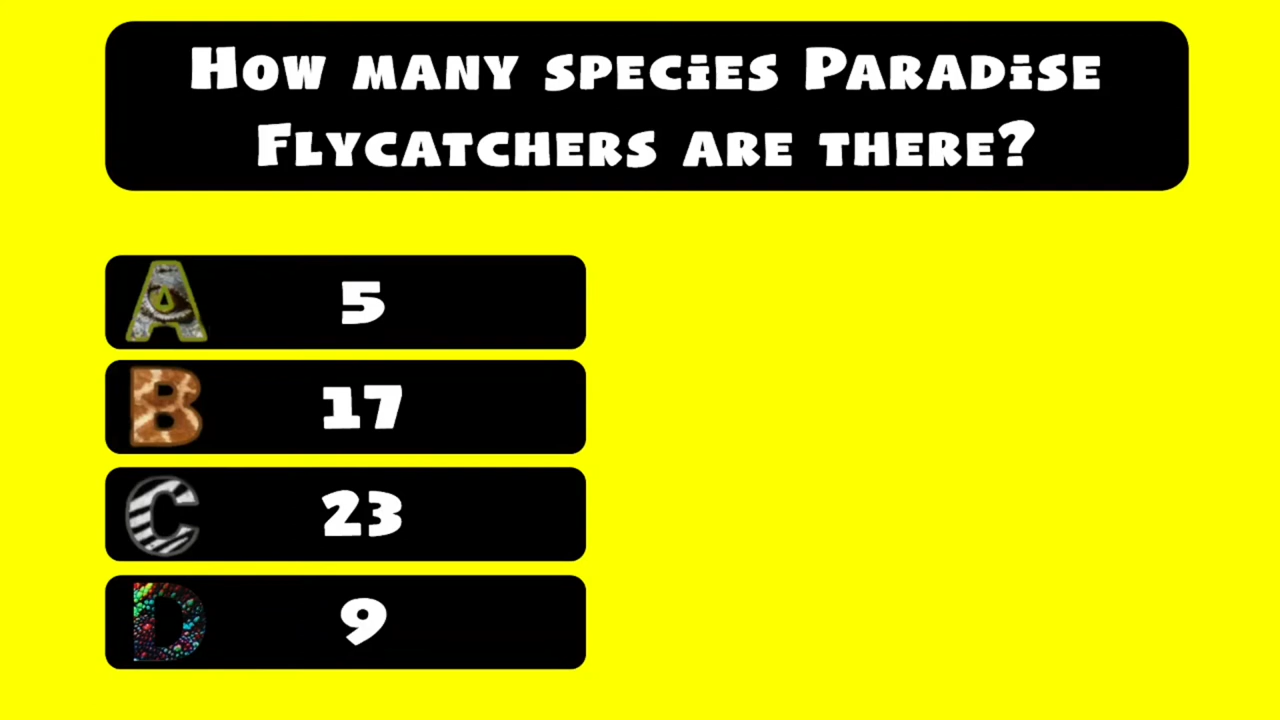 How many species Paradise
Flycatchers are there?
A 5
B 17
C 23
D 9